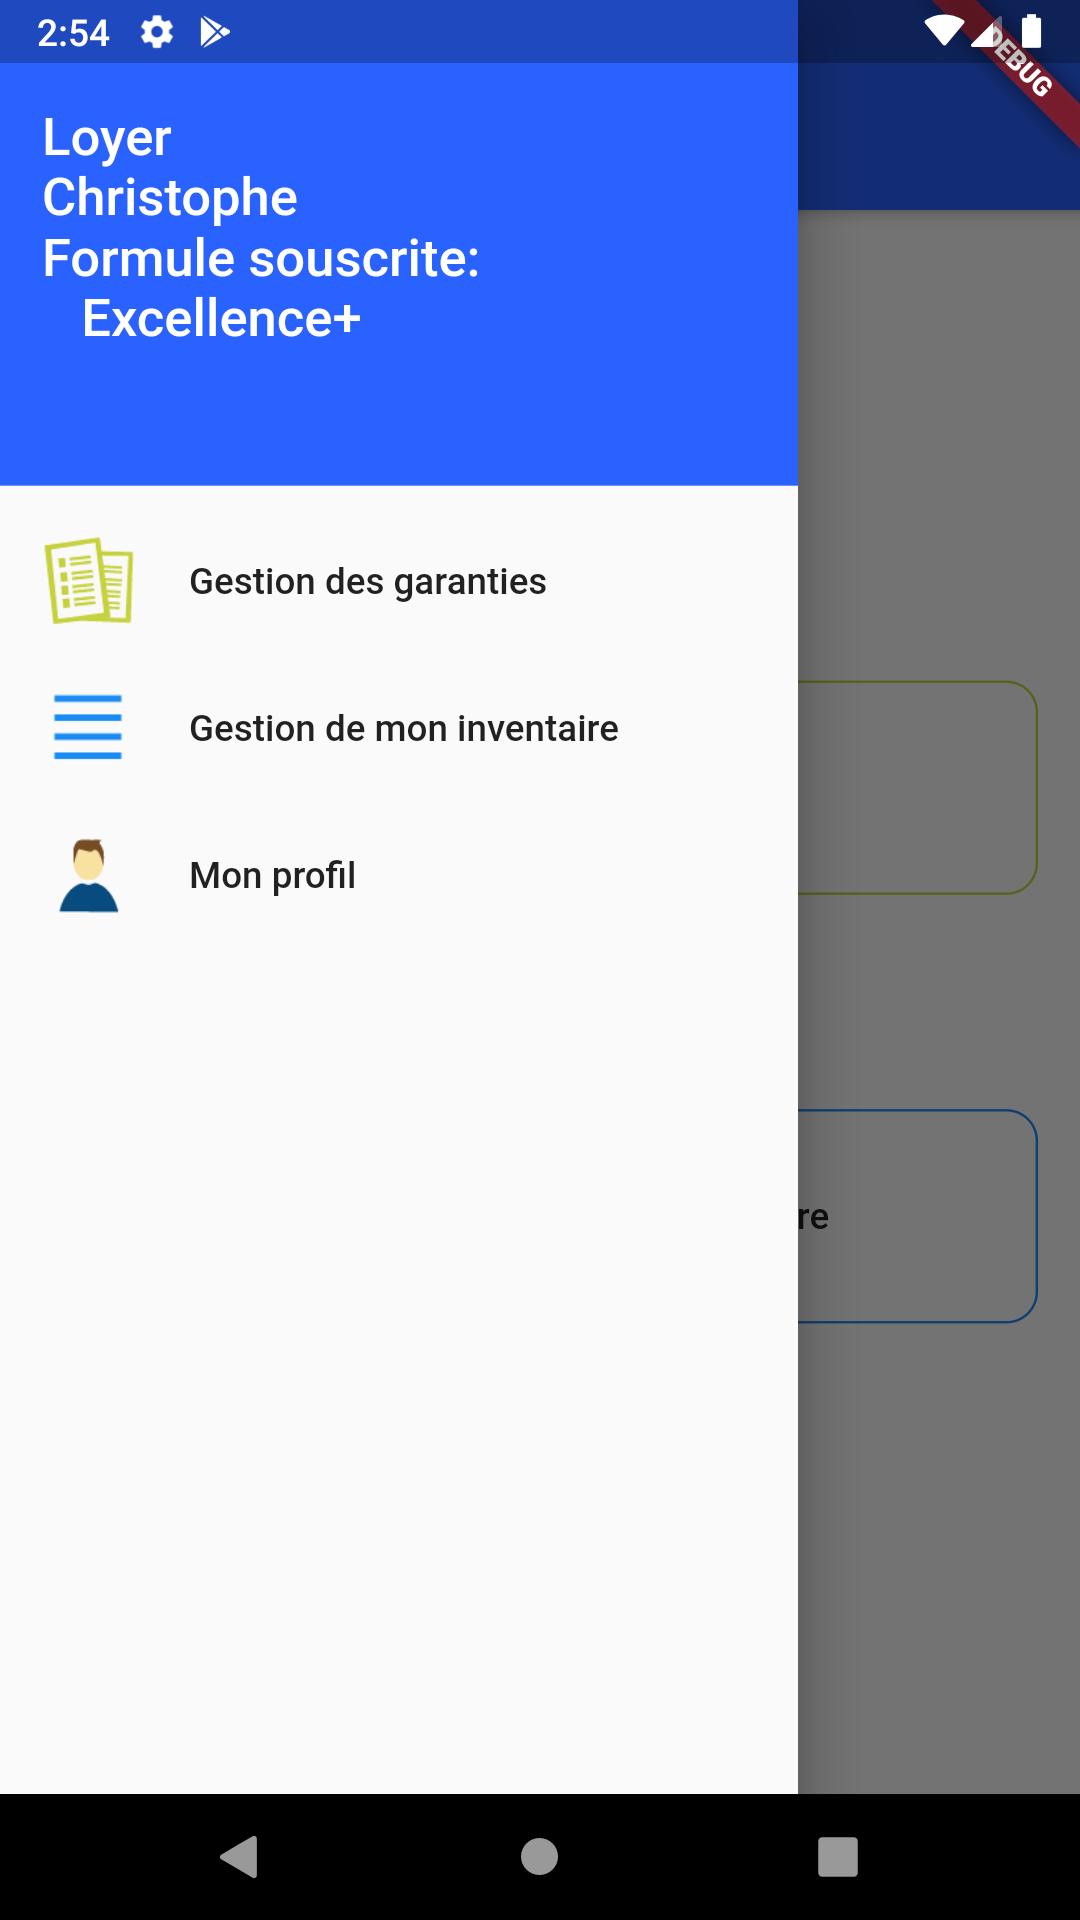 2:54
DEBUG
Loyer
Christophe
Formule souscrite:
Excellence+
Gestion des garanties
Gestion de mon inventaire
Mon profil
re